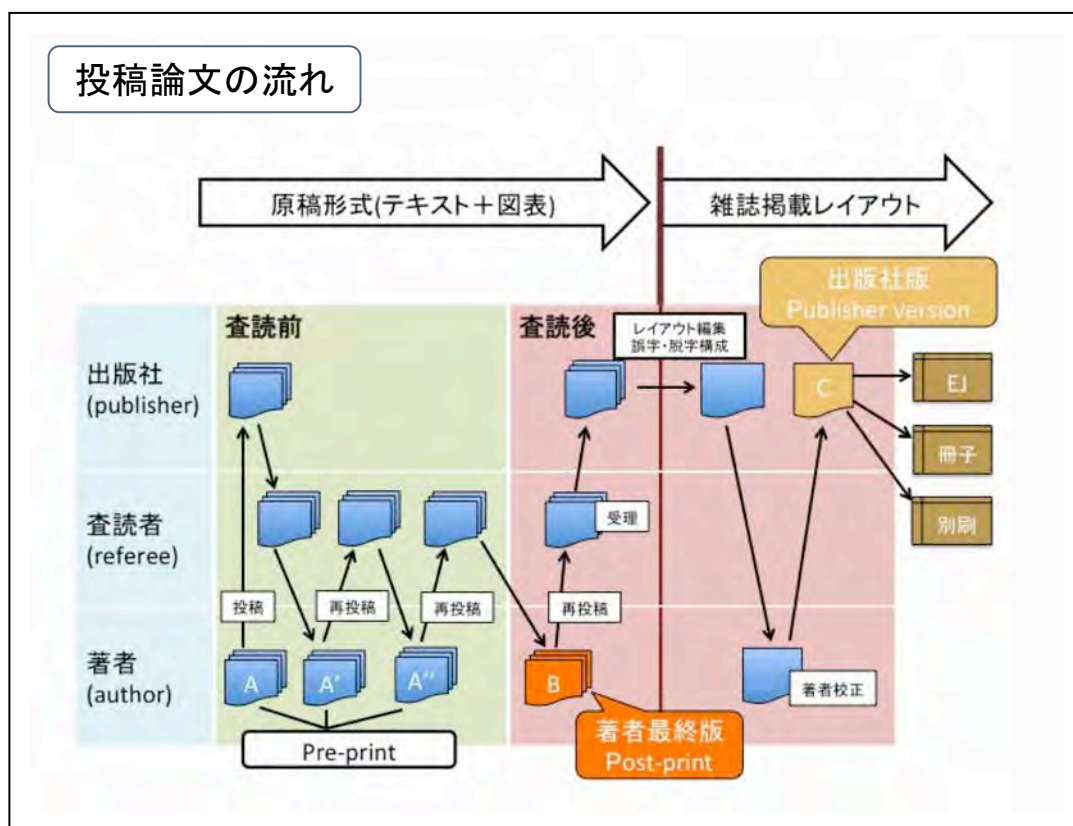 投稿論文の流れ
原稿形式(テキスト＋図表)
雑誌掲載レイアウト
出版社版
Publisher version
査読前
査読後
レイアウト編集
誤字・脱字構成
出版社
(publisher)
C
EJ
冊子
別刷
査読者
(referee)
受理
投稿
再投稿
再投稿
再投稿
著者
(author)
A
A'
A''
B
著者校正
著者最終版
Post-print
Pre-print